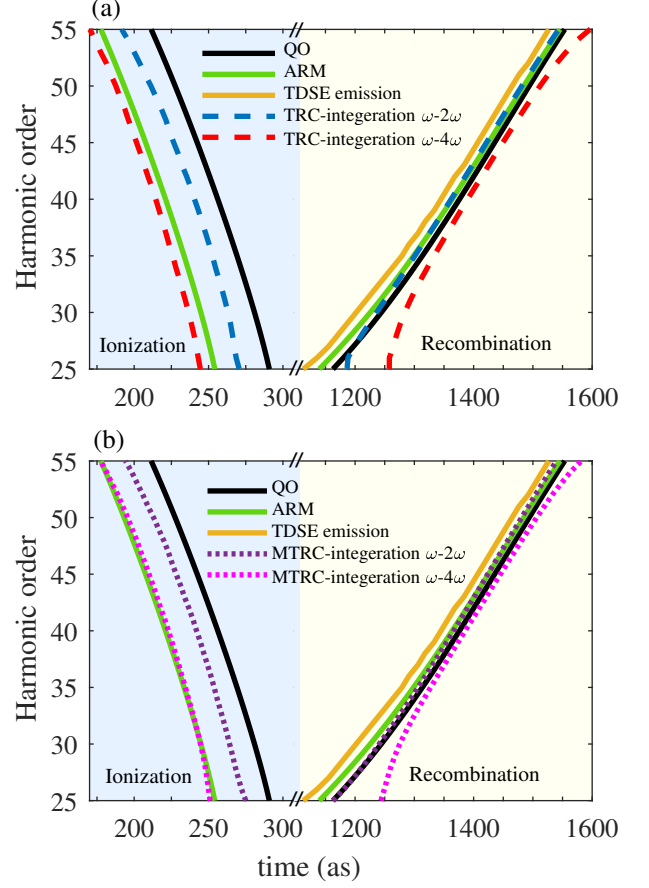 (a)
55
50
45
40
35
30
25
Harmonic order
QO
ARM
TDSE emission
TRC-integeration ω-2ω
TRC-integeration ω-4ω
Ionization
Recombination
200 250 300 1200 1400 1600
(b)
55
50
45
40
35
30
25
Harmonic order
QO
ARM
TDSE emission
MTRC-integeration ω-2ω
MTRC-integeration ω-4ω
Ionization
Recombination
200 250 300 1200 1400 1600
time (as)